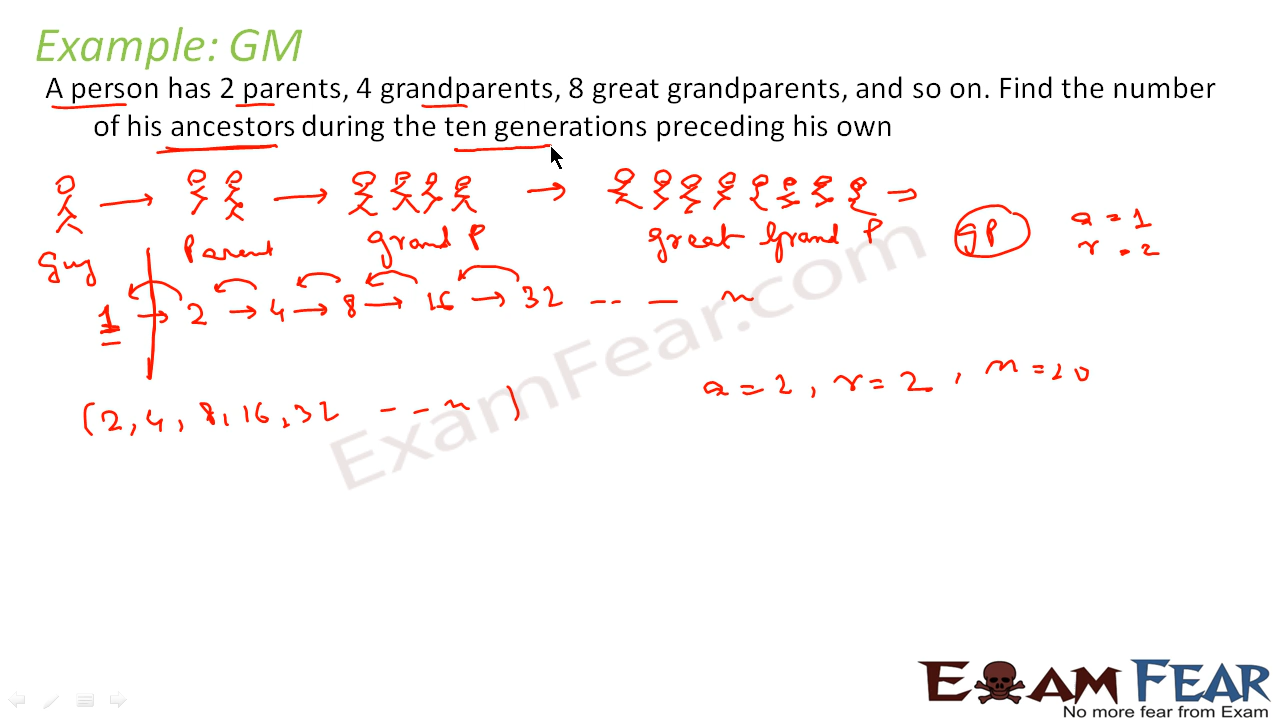 Example: GM
A person has 2 parents, 4 grandparents, 8 great grandparents, and so on. Find the number
of his ancestors during the ten generations preceding his own
Guy Parent Grand P Great Grand P GP a = 1
r = 2
1 → 2 → 4 → 8 → 16 → 32 -- — n
a = 2, r = 2, n = 10
(2, 4, 8, 16, 32 - - n )
ExamFear.com
EXAM FEAR
No more fear from Exam